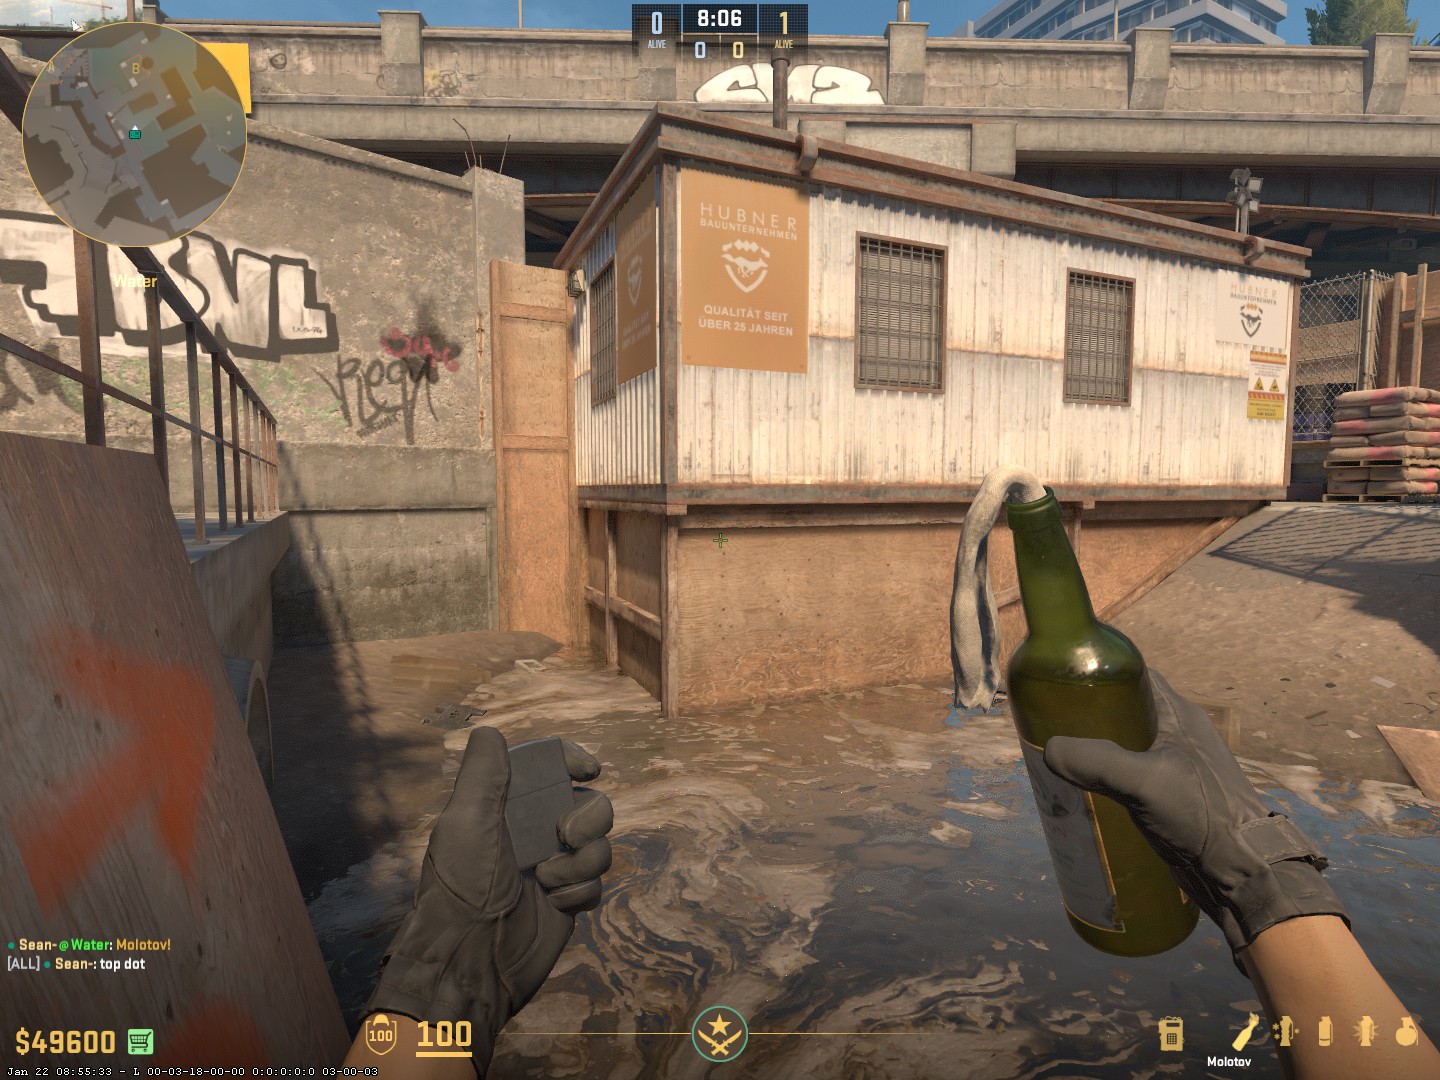 0
8:06
1
ALIVE
0
0
ALIVE
A
B
Water
HUBNER
BAUUNTERNEHMEN
QUALITÄT SEIT
ÜBER 25 JAHREN
HUBNER
BAUUNTERNEHMEN
Sean-@Water: Molotov!
[ALL] Sean-: top dot
$49600
100
100
Molotov
Jan 22 08:55:33 - L 00-03-18-00-00 0:0:0:0:0 03-00-03